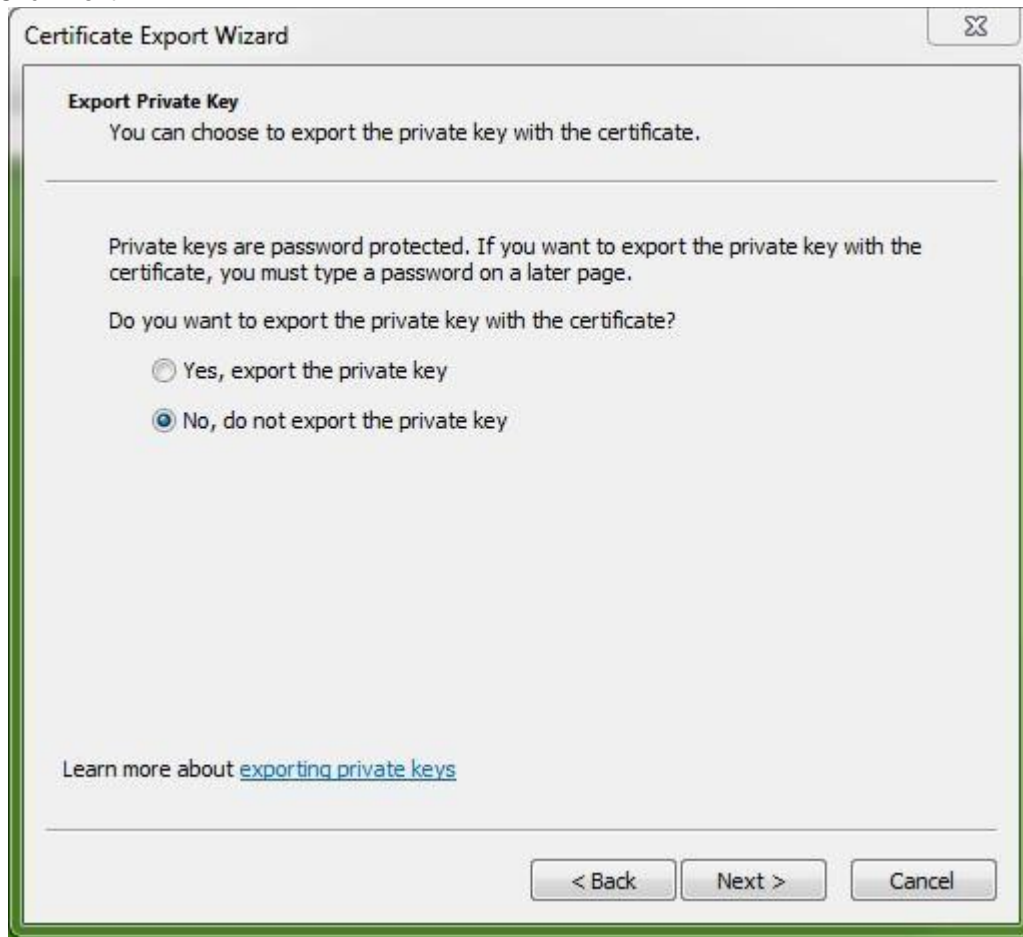 Certificate Export Wizard
Export Private Key
You can choose to export the private key with the certificate.
Private keys are password protected. If you want to export the private key with the
certificate, you must type a password on a later page.
Do you want to export the private key with the certificate?
Yes, export the private key
No, do not export the private key
Learn more about exporting private keys
< Back Next > Cancel